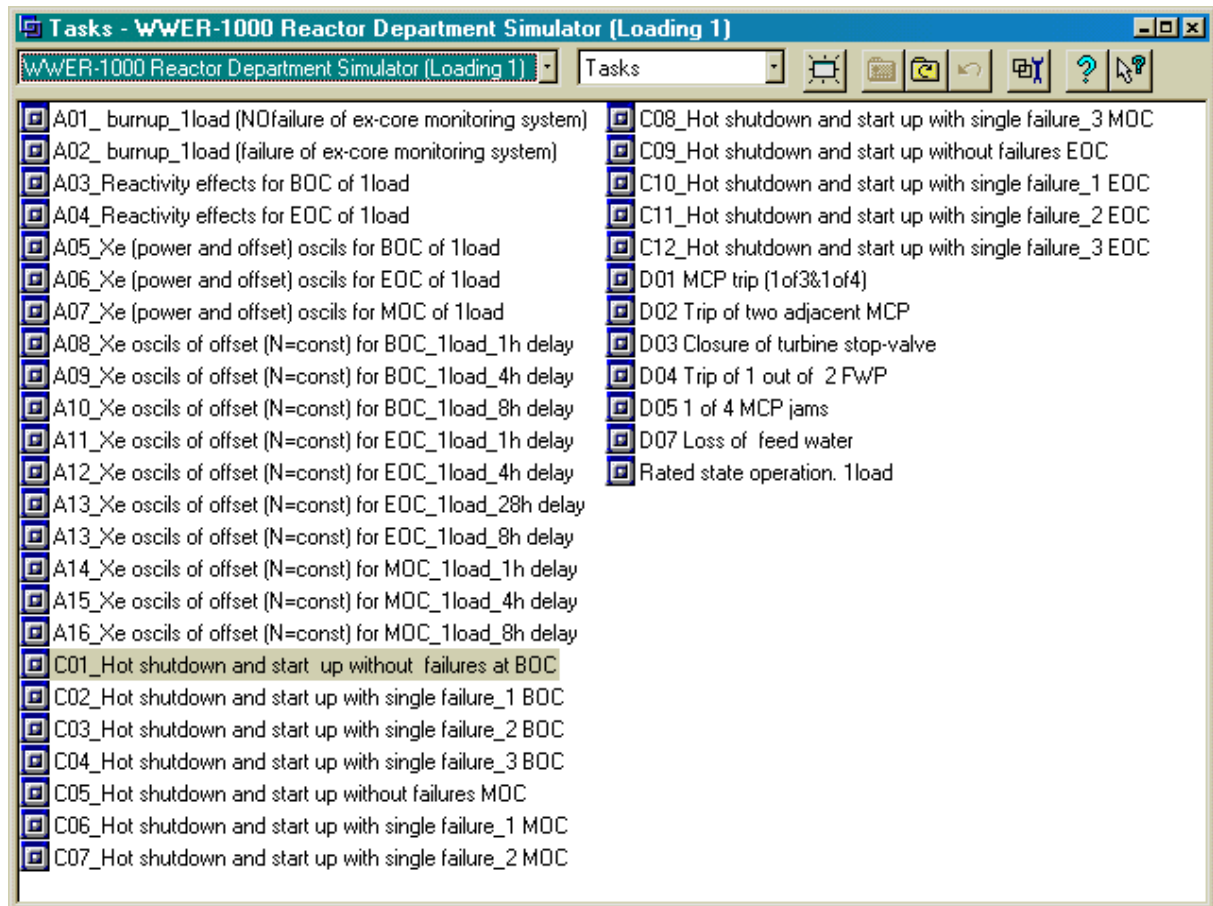 Tasks - WWER-1000 Reactor Department Simulator (Loading 1)
WWER-1000 Reactor Department Simulator (Loading 1) Tasks
A01_ burnup_1load (NOfailure of ex-core monitoring system)
A02_ burnup_1load (failure of ex-core monitoring system)
A03_Reactivity effects for BOC of 1load
A04_Reactivity effects for EOC of 1load
A05_Xe (power and offset) oscils for BOC of 1load
A06_Xe (power and offset) oscils for EOC of 1load
A07_Xe (power and offset) oscils for MOC of 1load
A08_Xe oscils of offset (N=const) for BOC_1load_1h delay
A09_Xe oscils of offset (N=const) for BOC_1load_4h delay
A10_Xe oscils of offset (N=const) for BOC_1load_8h delay
A11_Xe oscils of offset (N=const) for EOC_1load_1h delay
A12_Xe oscils of offset (N=const) for EOC_1load_4h delay
A13_Xe oscils of offset (N=const) for EOC_1load_28h delay
A13_Xe oscils of offset (N=const) for EOC_1load_8h delay
A14_Xe oscils of offset (N=const) for MOC_1load_1h delay
A15_Xe oscils of offset (N=const) for MOC_1load_4h delay
A16_Xe oscils of offset (N=const) for MOC_1load_8h delay
C01_Hot shutdown and start  up without  failures at BOC
C02_Hot shutdown and start up with single failure_1 BOC
C03_Hot shutdown and start up with single failure_2 BOC
C04_Hot shutdown and start up with single failure_3 BOC
C05_Hot shutdown and start up without failures MOC
C06_Hot shutdown and start up with single failure_1 MOC
C07_Hot shutdown and start up with single failure_2 MOC
C08_Hot shutdown and start up with single failure_3 MOC
C09_Hot shutdown and start up without failures EOC
C10_Hot shutdown and start up with single failure_1 EOC
C11_Hot shutdown and start up with single failure_2 EOC
C12_Hot shutdown and start up with single failure_3 EOC
D01 MCP trip (1of3&1of4)
D02 Trip of two adjacent MCP
D03 Closure of turbine stop-valve
D04 Trip of 1 out of  2 FWP
D05 1 of 4 MCP jams
D07 Loss of  feed water
Rated state operation. 1load